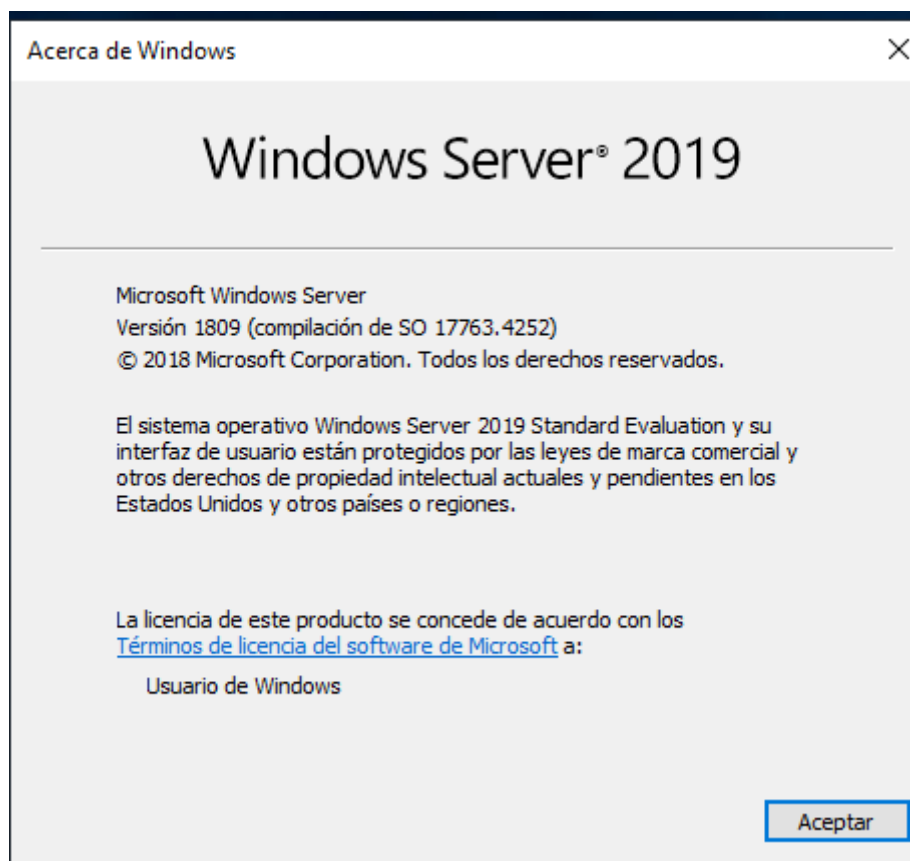 Acerca de Windows
Windows Server® 2019
Microsoft Windows Server
Versión 1809 (compilación de SO 17763.4252)
© 2018 Microsoft Corporation. Todos los derechos reservados.
El sistema operativo Windows Server 2019 Standard Evaluation y su
interfaz de usuario están protegidos por las leyes de marca comercial y
otros derechos de propiedad intelectual actuales y pendientes en los
Estados Unidos y otros países o regiones.
La licencia de este producto se concede de acuerdo con los
Términos de licencia del software de Microsoft a:
Usuario de Windows
Aceptar